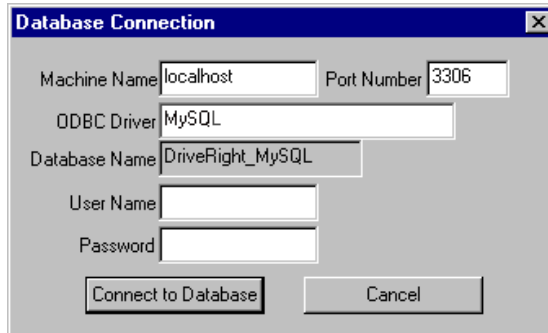 Database Connection
Machine Name localhost Port Number 3306
ODBC Driver MySQL
Database Name DriveRight_MySQL
User Name
Password
Connect to Database Cancel